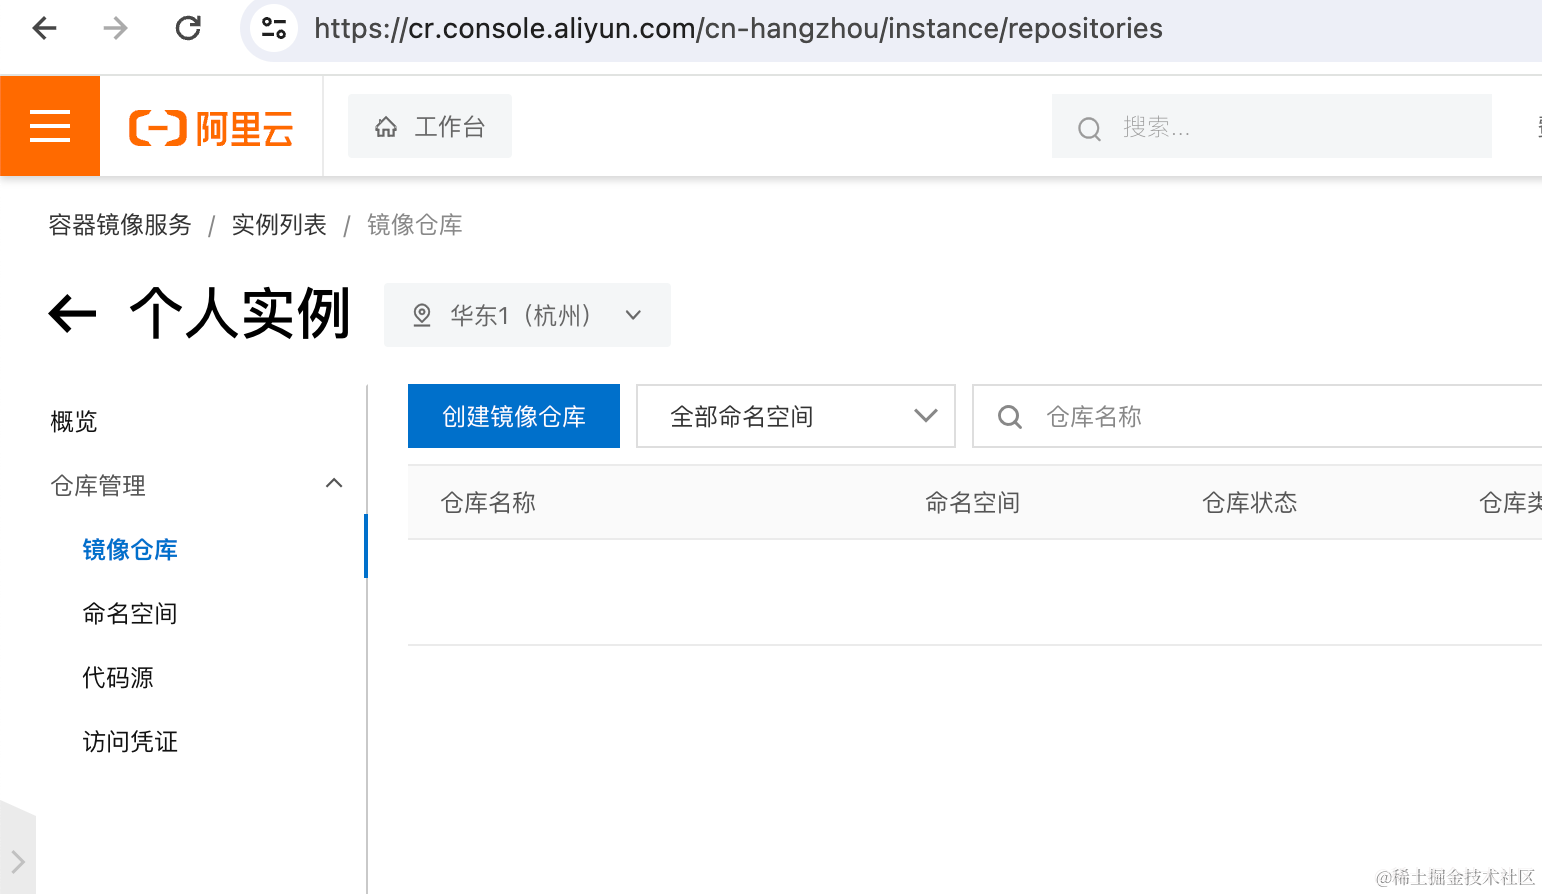 https://cr.console.aliyun.com/cn-hangzhou/instance/repositories
阿里云 工作台 搜索...
容器镜像服务 / 实例列表 / 镜像仓库
个人实例 华东1（杭州）
概览
仓库管理
镜像仓库
命名空间
代码源
访问凭证
创建镜像仓库 全部命名空间 仓库名称
仓库名称 命名空间 仓库状态 仓库类
@稀土掘金技术社区